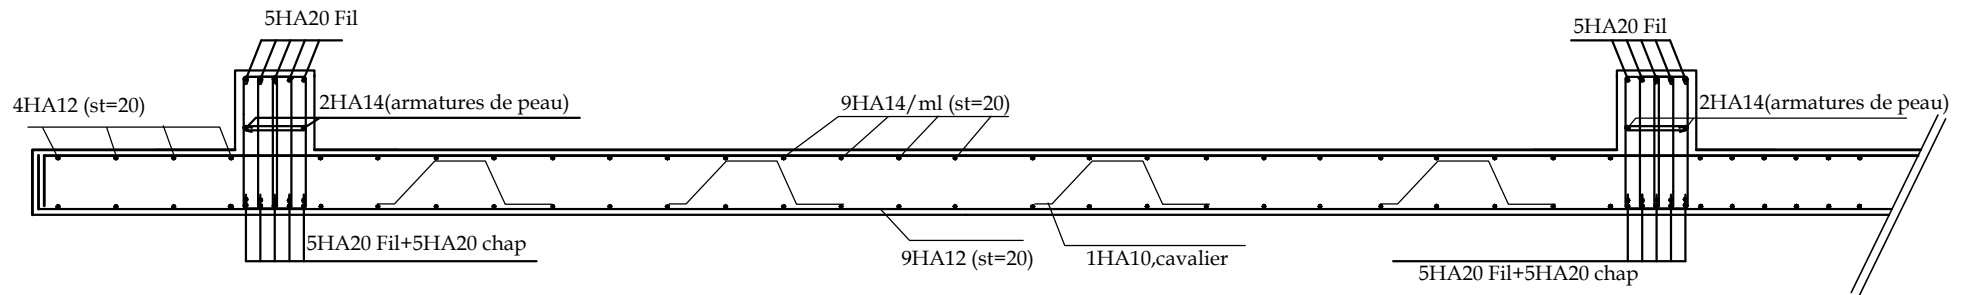 5HA20 Fil
5HA20 Fil
4HA12 (st=20)
2HA14(armatures de peau)
9HA14/ml (st=20)
2HA14(armatures de peau)
5HA20 Fil+5HA20 chap
9HA12 (st=20)
1HA10,cavalier
5HA20 Fil+5HA20 chap